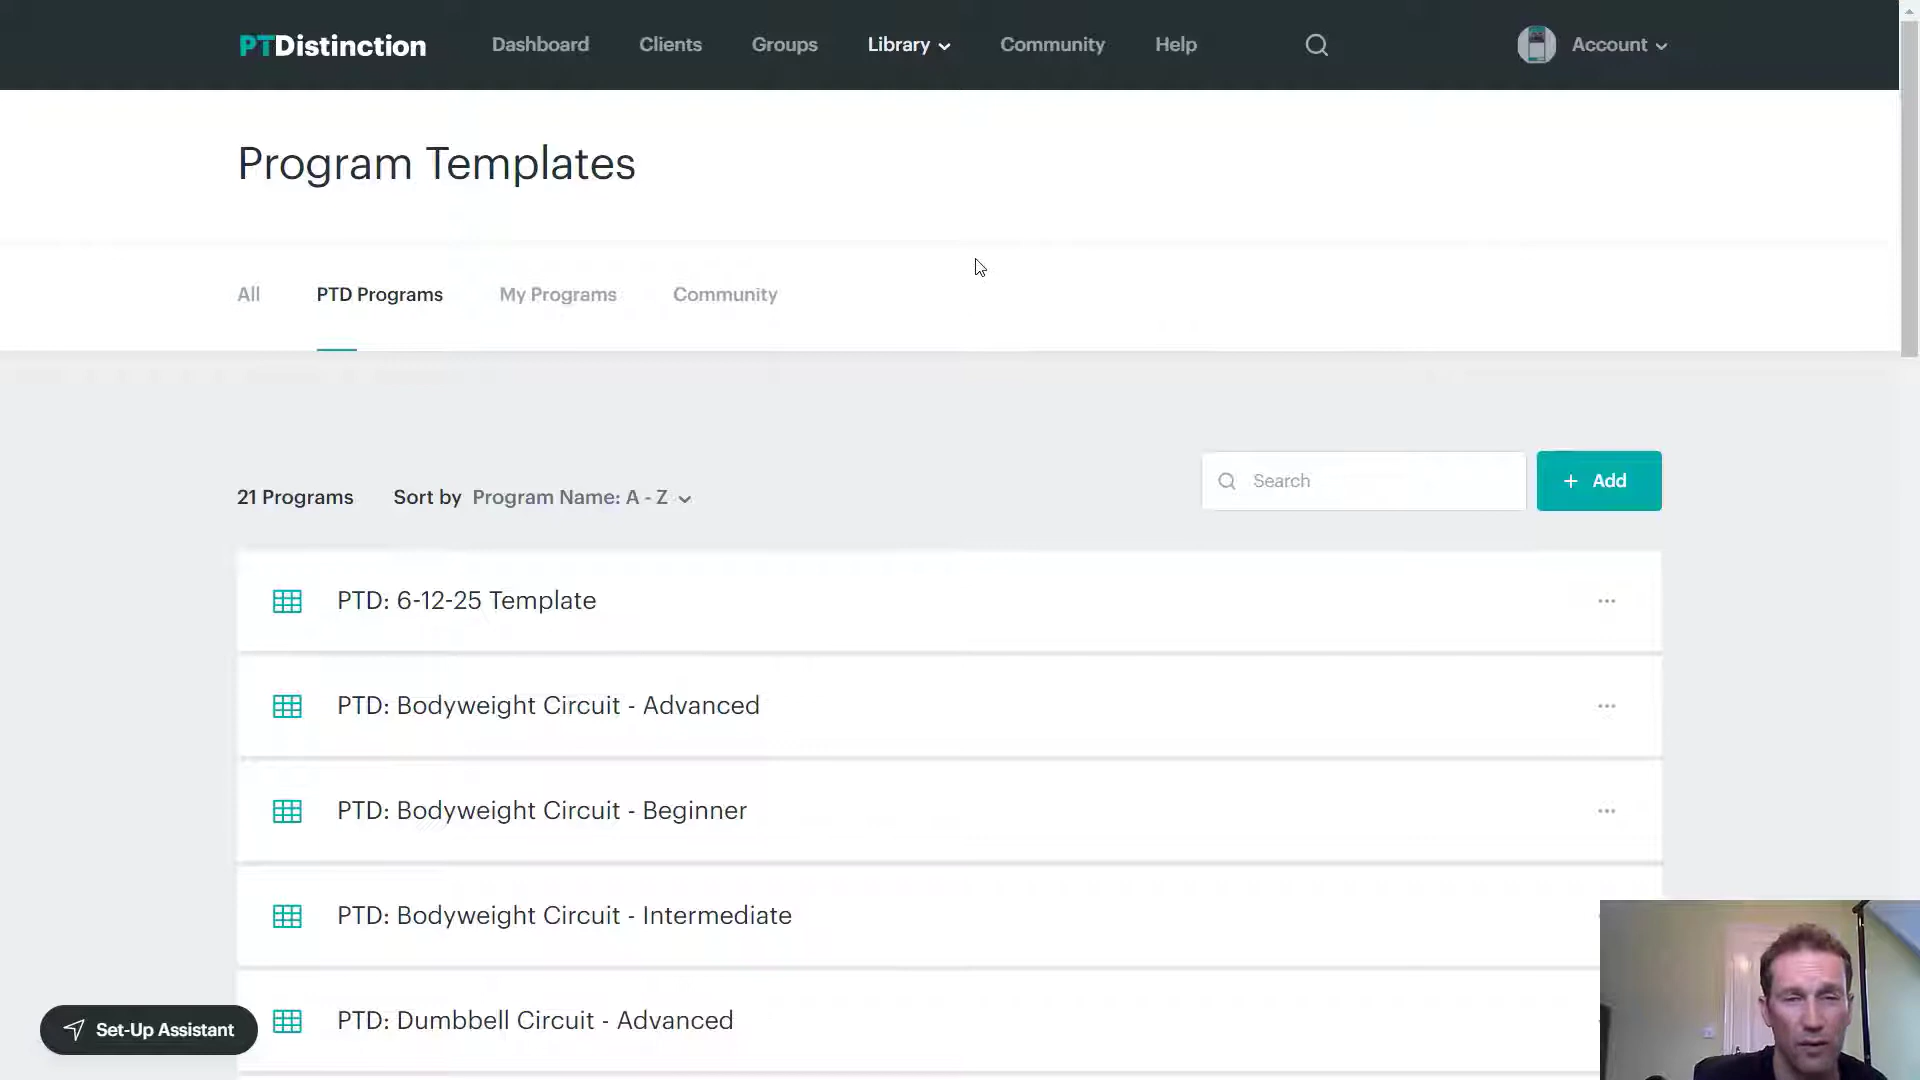 PTDistinction Dashboard Clients Groups Library Community Help Account
Program Templates
All PTD Programs My Programs Community
21 Programs Sort by Program Name: A - Z Search + Add
PTD: 6-12-25 Template
PTD: Bodyweight Circuit - Advanced
PTD: Bodyweight Circuit - Beginner
PTD: Bodyweight Circuit - Intermediate
PTD: Dumbbell Circuit - Advanced
Set-Up Assistant